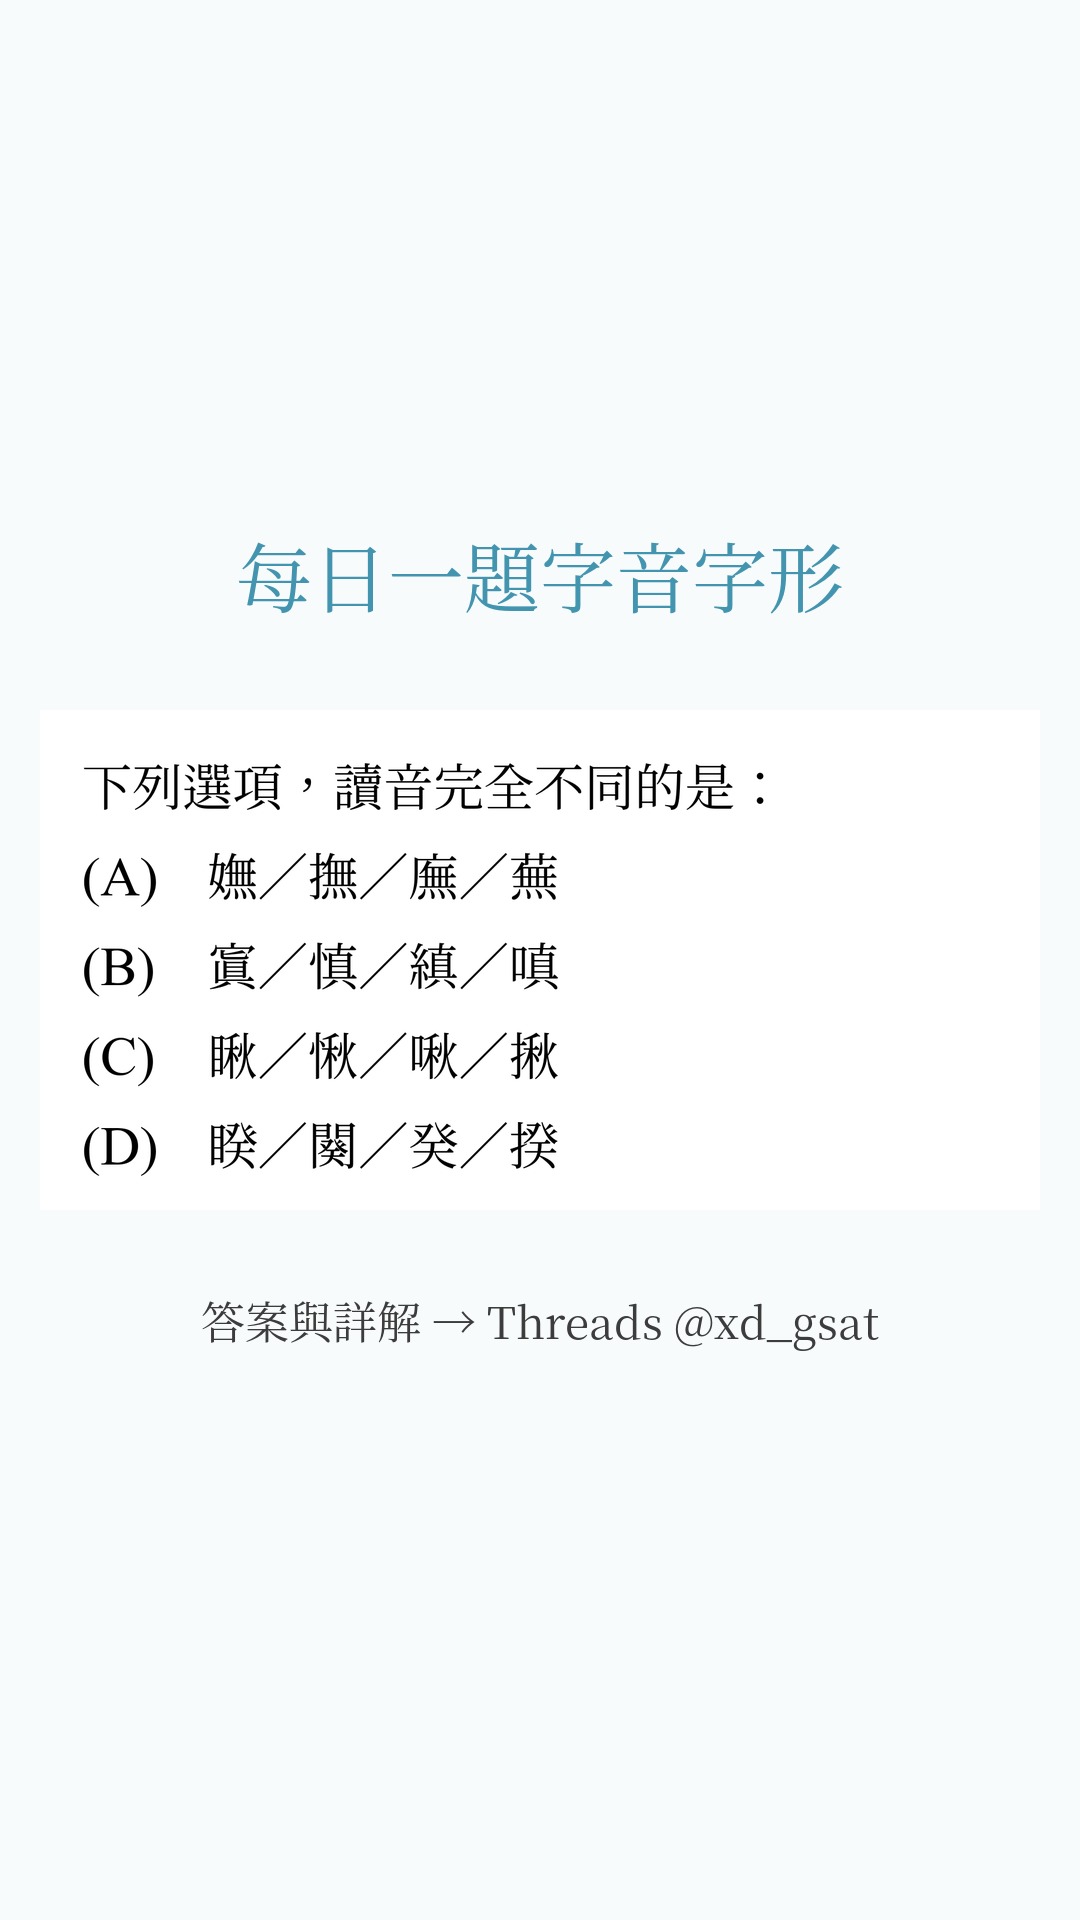 每日一題字音字形
下列選項，讀音完全不同的是：
(A) 嫵／撫／廡／蕪
(B) 寘／慎／縝／嗔
(C) 瞅／愀／啾／揪
(D) 睽／闋／癸／揆
答案與詳解 → Threads @xd_gsat